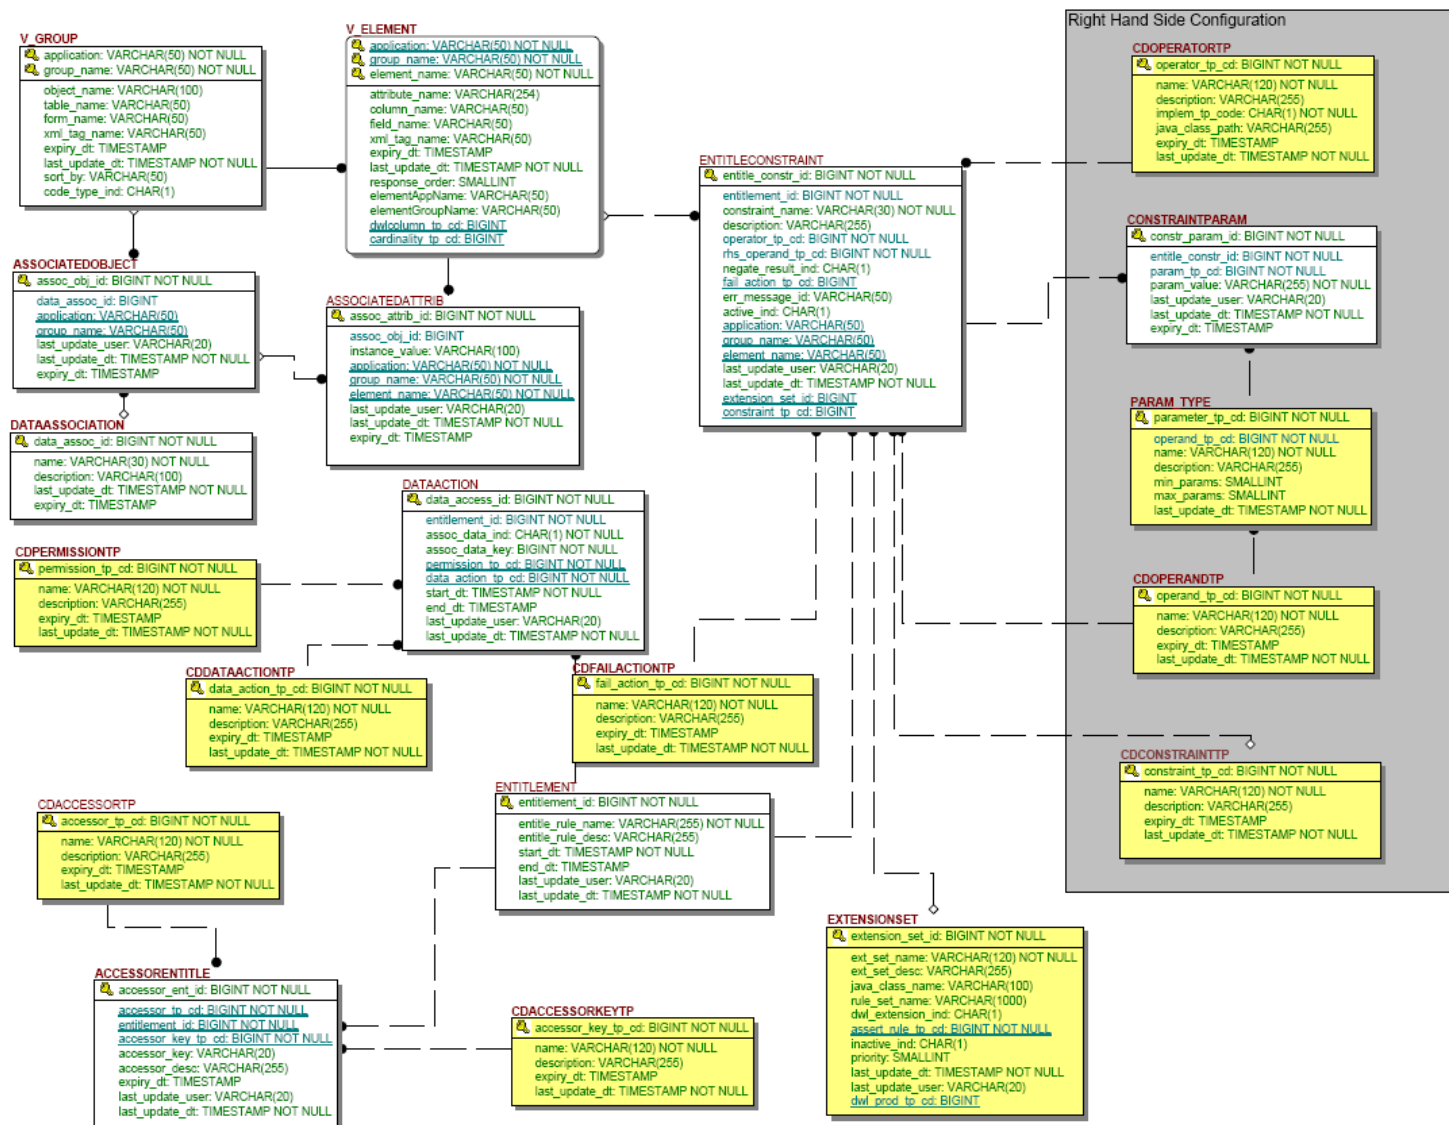 Right Hand Side Configuration
V_GROUP
application: VARCHAR(50) NOT NULL
group_name: VARCHAR(50) NOT NULL
object_name: VARCHAR(100)
table_name: VARCHAR(50)
form_name: VARCHAR(50)
xml_tag_name: VARCHAR(50)
expiry_dt: TIMESTAMP
last_update_dt: TIMESTAMP NOT NULL
sort_by: VARCHAR(50)
code_type_ind: CHAR(1)
V_ELEMENT
application: VARCHAR(50) NOT NULL
group_name: VARCHAR(50) NOT NULL
element_name: VARCHAR(50) NOT NULL
attribute_name: VARCHAR(254)
column_name: VARCHAR(50)
field_name: VARCHAR(50)
xml_tag_name: VARCHAR(50)
expiry_dt: TIMESTAMP
last_update_dt: TIMESTAMP NOT NULL
response_order: SMALLINT
elementAppName: VARCHAR(50)
elementGroupName: VARCHAR(50)
dwlcolumn_tp_cd: BIGINT
cardinality_tp_cd: BIGINT
CDOPERATORTP
operator_tp_cd: BIGINT NOT NULL
name: VARCHAR(120) NOT NULL
description: VARCHAR(255)
implem_tp_code: CHAR(1) NOT NULL
java_class_path: VARCHAR(255)
expiry_dt: TIMESTAMP
last_update_dt: TIMESTAMP NOT NULL
ENTITLECONSTRAINT
entitle_constr_id: BIGINT NOT NULL
entitlement_id: BIGINT NOT NULL
constraint_name: VARCHAR(30) NOT NULL
description: VARCHAR(255)
operator_tp_cd: BIGINT NOT NULL
rhs_operand_tp_cd: BIGINT NOT NULL
negate_result_ind: CHAR(1)
fail_action_tp_cd: BIGINT
err_message_id: VARCHAR(50)
active_ind: CHAR(1)
application: VARCHAR(50)
group_name: VARCHAR(50)
element_name: VARCHAR(50)
last_update_user: VARCHAR(20)
last_update_dt: TIMESTAMP NOT NULL
extension_set_id: BIGINT
constraint_tp_cd: BIGINT
CONSTRAINTPARAM
constr_param_id: BIGINT NOT NULL
entitle_constr_id: BIGINT NOT NULL
param_tp_cd: BIGINT NOT NULL
param_value: VARCHAR(255) NOT NULL
last_update_user: VARCHAR(20)
last_update_dt: TIMESTAMP NOT NULL
expiry_dt: TIMESTAMP
ASSOCIATEDOBJECT
assoc_obj_id: BIGINT NOT NULL
data_assoc_id: BIGINT
application: VARCHAR(50)
group_name: VARCHAR(50)
last_update_user: VARCHAR(20)
last_update_dt: TIMESTAMP NOT NULL
expiry_dt: TIMESTAMP
ASSOCIATEDATTRIB
assoc_attrib_id: BIGINT NOT NULL
assoc_obj_id: BIGINT
instance_value: VARCHAR(100)
application: VARCHAR(50) NOT NULL
group_name: VARCHAR(50) NOT NULL
element_name: VARCHAR(50) NOT NULL
last_update_user: VARCHAR(20)
last_update_dt: TIMESTAMP NOT NULL
expiry_dt: TIMESTAMP
DATAASSOCIATION
data_assoc_id: BIGINT NOT NULL
name: VARCHAR(30) NOT NULL
description: VARCHAR(100)
last_update_dt: TIMESTAMP NOT NULL
expiry_dt: TIMESTAMP
PARAM_TYPE
parameter_tp_cd: BIGINT NOT NULL
operand_tp_cd: BIGINT NOT NULL
name: VARCHAR(120) NOT NULL
description: VARCHAR(255)
min_params: SMALLINT
max_params: SMALLINT
last_update_dt: TIMESTAMP NOT NULL
DATAACTION
data_access_id: BIGINT NOT NULL
entitlement_id: BIGINT NOT NULL
assoc_data_ind: CHAR(1) NOT NULL
assoc_data_key: BIGINT NOT NULL
permission_tp_cd: BIGINT NOT NULL
data_action_tp_cd: BIGINT NOT NULL
start_dt: TIMESTAMP NOT NULL
end_dt: TIMESTAMP
last_update_user: VARCHAR(20)
last_update_dt: TIMESTAMP NOT NULL
CDPERMISSIONTP
permission_tp_cd: BIGINT NOT NULL
name: VARCHAR(120) NOT NULL
description: VARCHAR(255)
expiry_dt: TIMESTAMP
last_update_dt: TIMESTAMP NOT NULL
CDOPERANDTP
operand_tp_cd: BIGINT NOT NULL
name: VARCHAR(120) NOT NULL
description: VARCHAR(255)
expiry_dt: TIMESTAMP
last_update_dt: TIMESTAMP NOT NULL
CDDATAACTIONTP
data_action_tp_cd: BIGINT NOT NULL
name: VARCHAR(120) NOT NULL
description: VARCHAR(255)
expiry_dt: TIMESTAMP
last_update_dt: TIMESTAMP NOT NULL
CDFAILACTIONTP
fail_action_tp_cd: BIGINT NOT NULL
name: VARCHAR(120) NOT NULL
description: VARCHAR(255)
expiry_dt: TIMESTAMP
last_update_dt: TIMESTAMP NOT NULL
CDCONSTRAINTTP
constraint_tp_cd: BIGINT NOT NULL
name: VARCHAR(120) NOT NULL
description: VARCHAR(255)
expiry_dt: TIMESTAMP
last_update_dt: TIMESTAMP NOT NULL
ENTITLEMENT
entitlement_id: BIGINT NOT NULL
entitle_rule_name: VARCHAR(255) NOT NULL
entitle_rule_desc: VARCHAR(255)
start_dt: TIMESTAMP NOT NULL
end_dt: TIMESTAMP
last_update_user: VARCHAR(20)
last_update_dt: TIMESTAMP NOT NULL
CDACCESSORTP
accessor_tp_cd: BIGINT NOT NULL
name: VARCHAR(120) NOT NULL
description: VARCHAR(255)
expiry_dt: TIMESTAMP
last_update_dt: TIMESTAMP NOT NULL
EXTENSIONSET
extension_set_id: BIGINT NOT NULL
ext_set_name: VARCHAR(120) NOT NULL
ext_set_desc: VARCHAR(255)
java_class_name: VARCHAR(100)
rule_set_name: VARCHAR(1000)
dwl_extension_ind: CHAR(1)
assert_rule_tp_cd: BIGINT NOT NULL
inactive_ind: CHAR(1)
priority: SMALLINT
last_update_dt: TIMESTAMP NOT NULL
last_update_user: VARCHAR(20)
dwl_prod_tp_cd: BIGINT
ACCESSORENTITLE
accessor_ent_id: BIGINT NOT NULL
accessor_tp_cd: BIGINT NOT NULL
entitlement_id: BIGINT NOT NULL
accessor_key_tp_cd: BIGINT NOT NULL
accessor_key: VARCHAR(20)
accessor_desc: VARCHAR(255)
expiry_dt: TIMESTAMP
last_update_user: VARCHAR(20)
last_update_dt: TIMESTAMP NOT NULL
CDACCESSORKEYTP
accessor_key_tp_cd: BIGINT NOT NULL
name: VARCHAR(120) NOT NULL
description: VARCHAR(255)
expiry_dt: TIMESTAMP
last_update_dt: TIMESTAMP NOT NULL